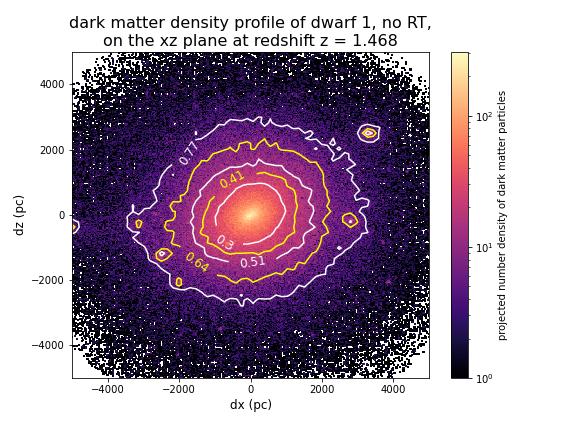 dark matter density profile of dwarf 1, no RT,
on the xz plane at redshift z = 1.468
4000
2000
0
−2000
−4000
dz (pc)
0.77
0.41
0.3
0.51
0.64
−4000 −2000 0 2000 4000
dx (pc)
10²
10¹
10⁰
projected number density of dark matter particles